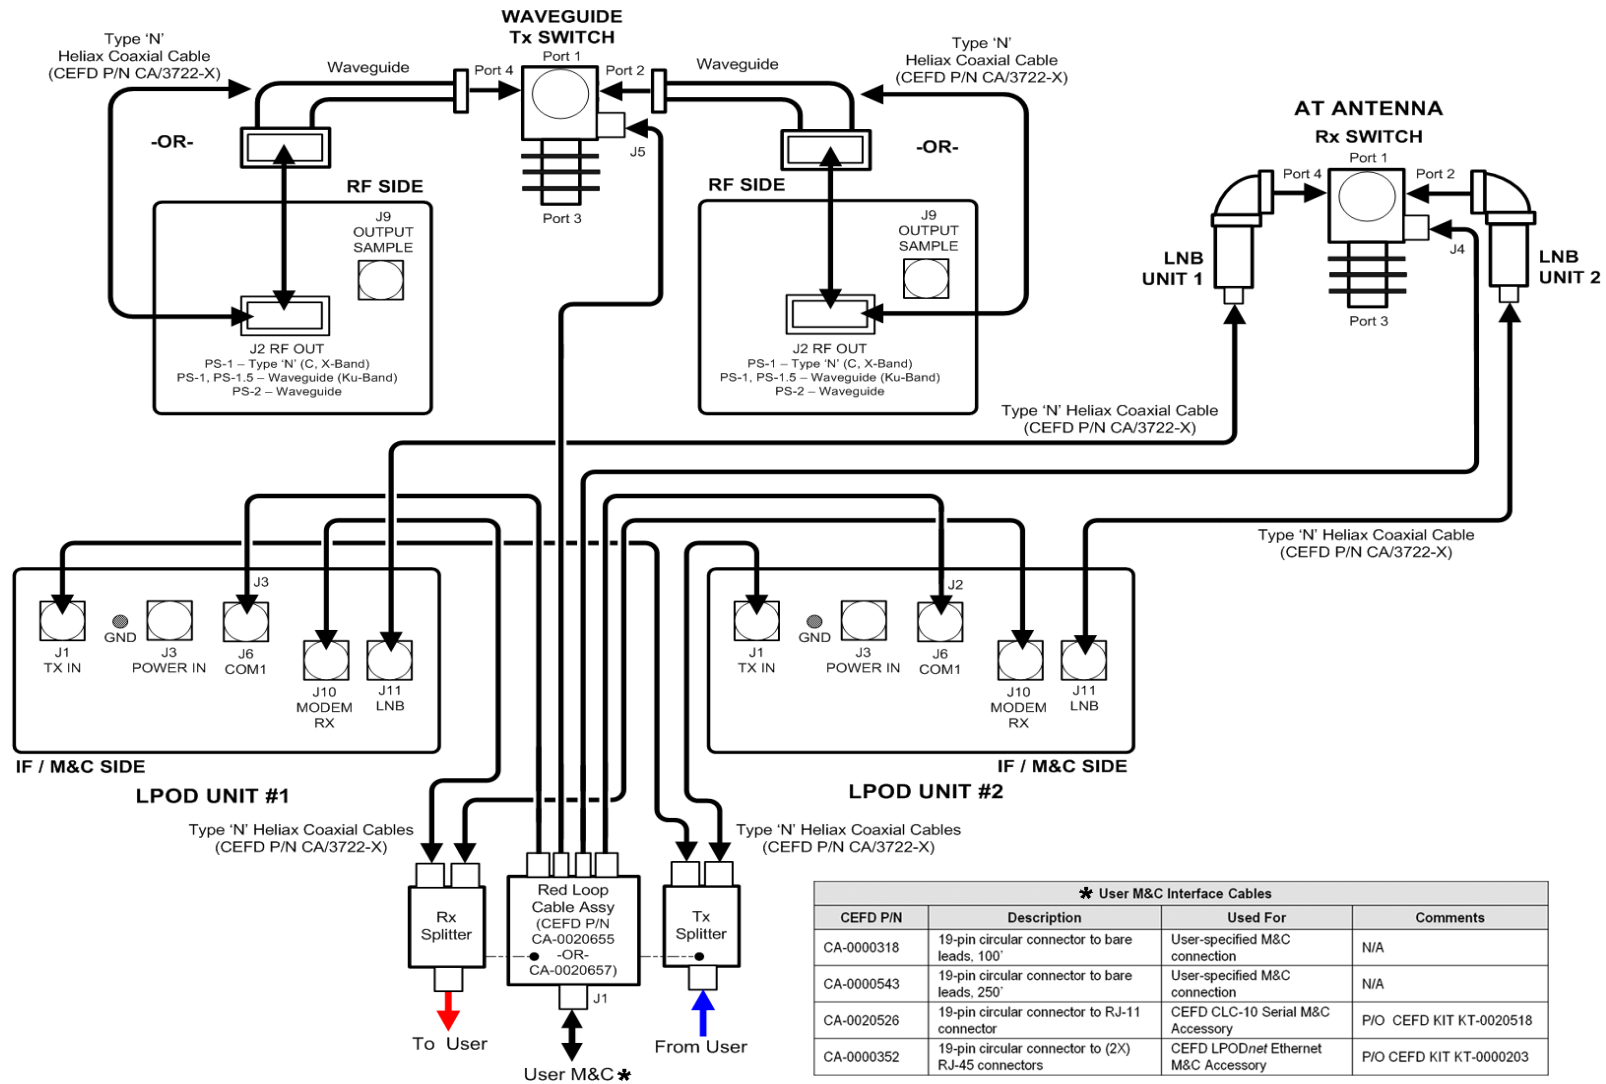 WAVEGUIDE
Tx SWITCH
Type ‘N’
Heliax Coaxial Cable
(CEFD P/N CA/3722-X)
Waveguide
Port 4
Port 1
Port 2
Waveguide
Type ‘N’
Heliax Coaxial Cable
(CEFD P/N CA/3722-X)
-OR-
J5
-OR-
Port 3
AT ANTENNA
Rx SWITCH
Port 1
Port 4
Port 2
J4
LNB
UNIT 1
LNB
UNIT 2
Port 3
RF SIDE
J9
OUTPUT
SAMPLE
J2 RF OUT
PS-1 – Type ‘N’ (C, X-Band)
PS-1, PS-1.5 – Waveguide (Ku-Band)
PS-2 – Waveguide
RF SIDE
J9
OUTPUT
SAMPLE
J2 RF OUT
PS-1 – Type ‘N’ (C, X-Band)
PS-1, PS-1.5 – Waveguide (Ku-Band)
PS-2 – Waveguide
Type ‘N’ Heliax Coaxial Cable
(CEFD P/N CA/3722-X)
Type ‘N’ Heliax Coaxial Cable
(CEFD P/N CA/3722-X)
J3
J1
TX IN
GND
J3
POWER IN
J6
COM1
J10
MODEM
RX
J11
LNB
IF / M&C SIDE
LPOD UNIT #1
J2
J1
TX IN
GND
J3
POWER IN
J6
COM1
J10
MODEM
RX
J11
LNB
IF / M&C SIDE
LPOD UNIT #2
Type ‘N’ Heliax Coaxial Cables
(CEFD P/N CA/3722-X)
Type ‘N’ Heliax Coaxial Cables
(CEFD P/N CA/3722-X)
Rx
Splitter
Red Loop
Cable Assy
(CEFD P/N
CA-0020655
-OR-
CA-0020657)
Tx
Splitter
J1
To User
User M&C*
From User
* User M&C Interface Cables
CEFD P/N Description Used For Comments
CA-0000318 19-pin circular connector to bare leads, 100’ User-specified M&C connection N/A
CA-0000543 19-pin circular connector to bare leads, 250’ User-specified M&C connection N/A
CA-0020526 19-pin circular connector to RJ-11 connector CEFD CLC-10 Serial M&C Accessory P/O CEFD KIT KT-0020518
CA-0000352 19-pin circular connector to (2X) RJ-45 connectors CEFD LPODnet Ethernet M&C Accessory P/O CEFD KIT KT-0000203